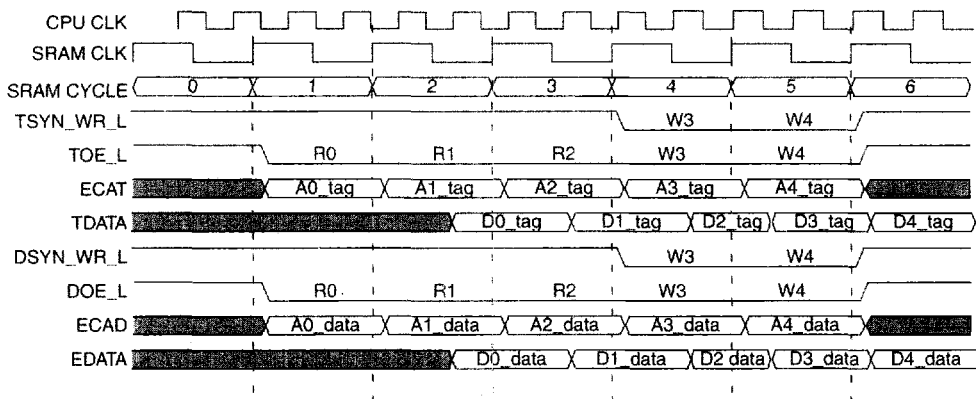 CPU CLK
SRAM CLK
SRAM CYCLE 0 1 2 3 4 5 6
TSYN_WR_L W3 W4
TOE_L R0 R1 R2 W3 W4
ECAT A0_tag A1_tag A2_tag A3_tag A4_tag
TDATA D0_tag D1_tag D2_tag D3_tag D4_tag
DSYN_WR_L W3 W4
DOE_L R0 R1 R2 W3 W4
ECAD A0_data A1_data A2_data A3_data A4_data
EDATA D0_data D1_data D2 data D3_data D4_data